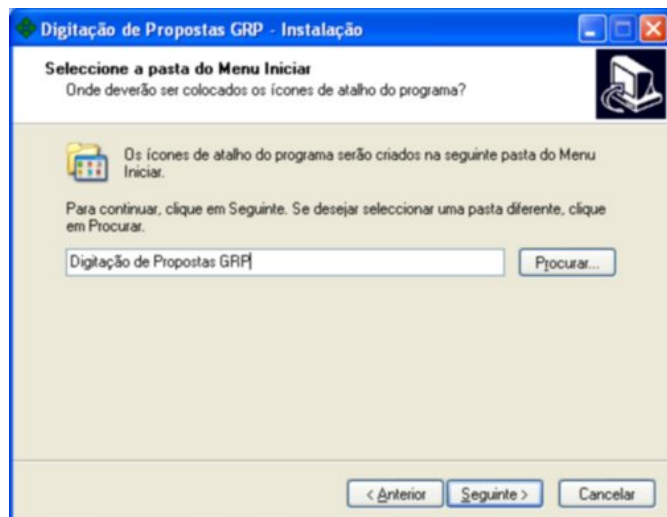 Digitação de Propostas GRP - Instalação
Seleccione a pasta do Menu Iniciar
Onde deverão ser colocados os ícones de atalho do programa?
Os ícones de atalho do programa serão criados na seguinte pasta do Menu
Iniciar.
Para continuar, clique em Seguinte. Se desejar seleccionar uma pasta diferente, clique
em Procurar.
Digitação de Propostas GRP
Procurar...
< Anterior
Seguinte >
Cancelar